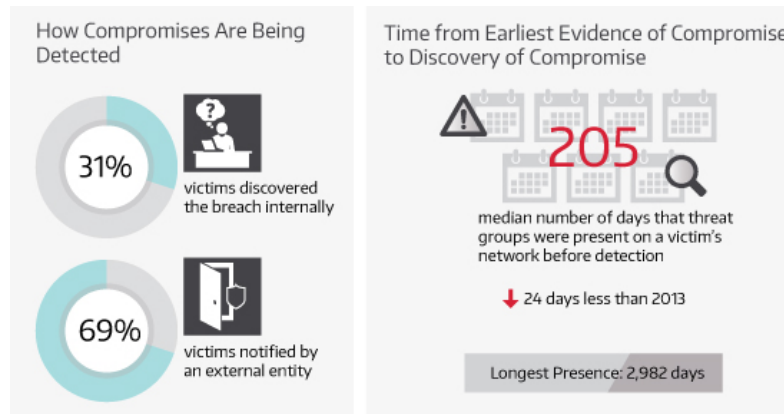 How Compromises Are Being
Detected
31%
?
victims discovered
the breach internally
69%
victims notified by
an external entity
Time from Earliest Evidence of Compromise
to Discovery of Compromise
!
205
median number of days that threat
groups were present on a victim's
network before detection
24 days less than 2013
Longest Presence: 2,982 days